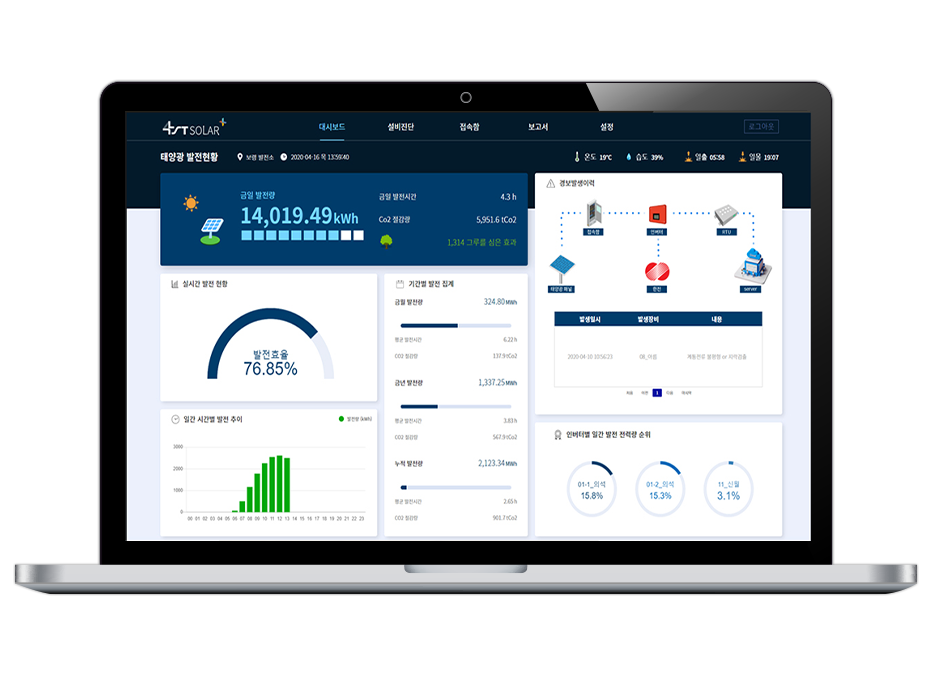 4ST SOLAR+
대시보드 설비진단 접속함 보고서 설정 로그아웃
태양광 발전현황 보령 발전소 2020-04-16 목 13:59:40 온도 19°C 습도 39% 일출 05:58 일몰 19:07
금일 발전량
14,019.49 kWh
금일 발전시간 4.3 h
Co2 절감량 5,951.6 tCo2
1,314 그루를 심은 효과
실시간 발전 현황
발전효율
76.85%
일간 시간별 발전 추이
발전량 (kWh)
3000
2000
1000
0
00 01 02 03 04 05 06 07 08 09 10 11 12 13 14 15 16 17 18 19 20 21 22 23
기간별 발전 집계
금월 발전량 324.80 MWh
평균 발전시간 6.22 h
CO2 절감량 137.9 tCo2
금년 발전량 1,337.25 MWh
평균 발전시간 3.83 h
CO2 절감량 567.9 tCo2
누적 발전량 2,123.34 MWh
평균 발전시간 2.65 h
CO2 절감량 901.7 tCo2
경보발생이력
접속함 인버터 RTU
태양광 패널 한전 server
발생일시 발생장비 내용
2020-04-10 10:56:23 계통전류 불평형 or 지락검출
처음 이전 1 다음 마지막
인버터별 일간 발전 전력량 순위
01-1_의석
15.8%
01-2_의석
15.3%
11_신월
3.1%